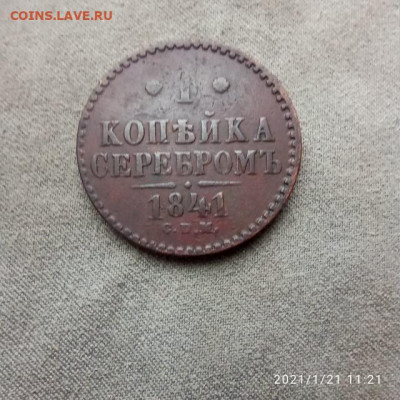 COINS.LAVE.RU
1
КОПѢЙКА
СЕРЕБРОМЪ
1841
С.П.М.
2021/1/21 11:21